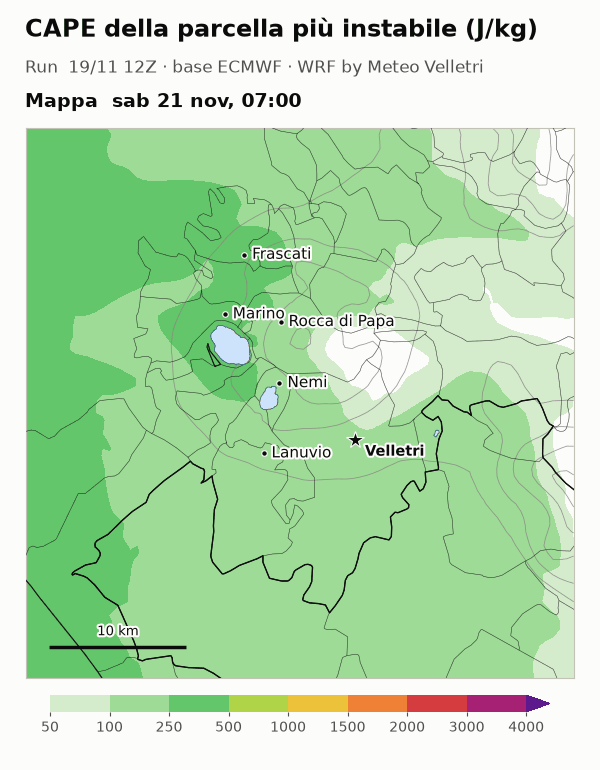 CAPE della parcella più instabile (J/kg)
Run  19/11 12Z · base ECMWF · WRF by Meteo Velletri
Mappa  sab 21 nov, 07:00
Frascati
Marino
Rocca di Papa
Nemi
Velletri
Lanuvio
10 km
50 100 250 500 1000 1500 2000 3000 4000